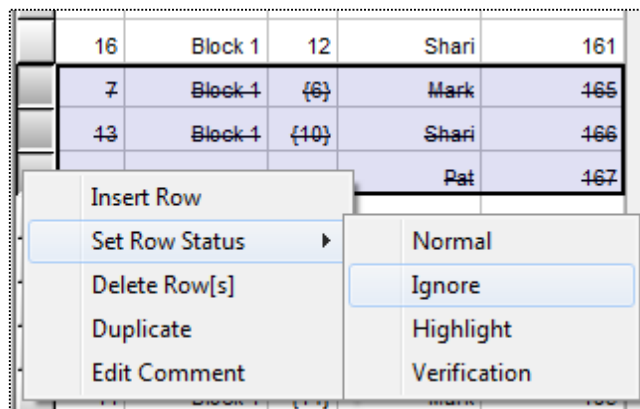 16 Block 1 12 Shari 161
7 Block 1 {6} Mark 165
13 Block 1 {10} Shari 166
Pat 167
Insert Row
Set Row Status
Delete Row[s]
Duplicate
Edit Comment
Normal
Ignore
Highlight
Verification